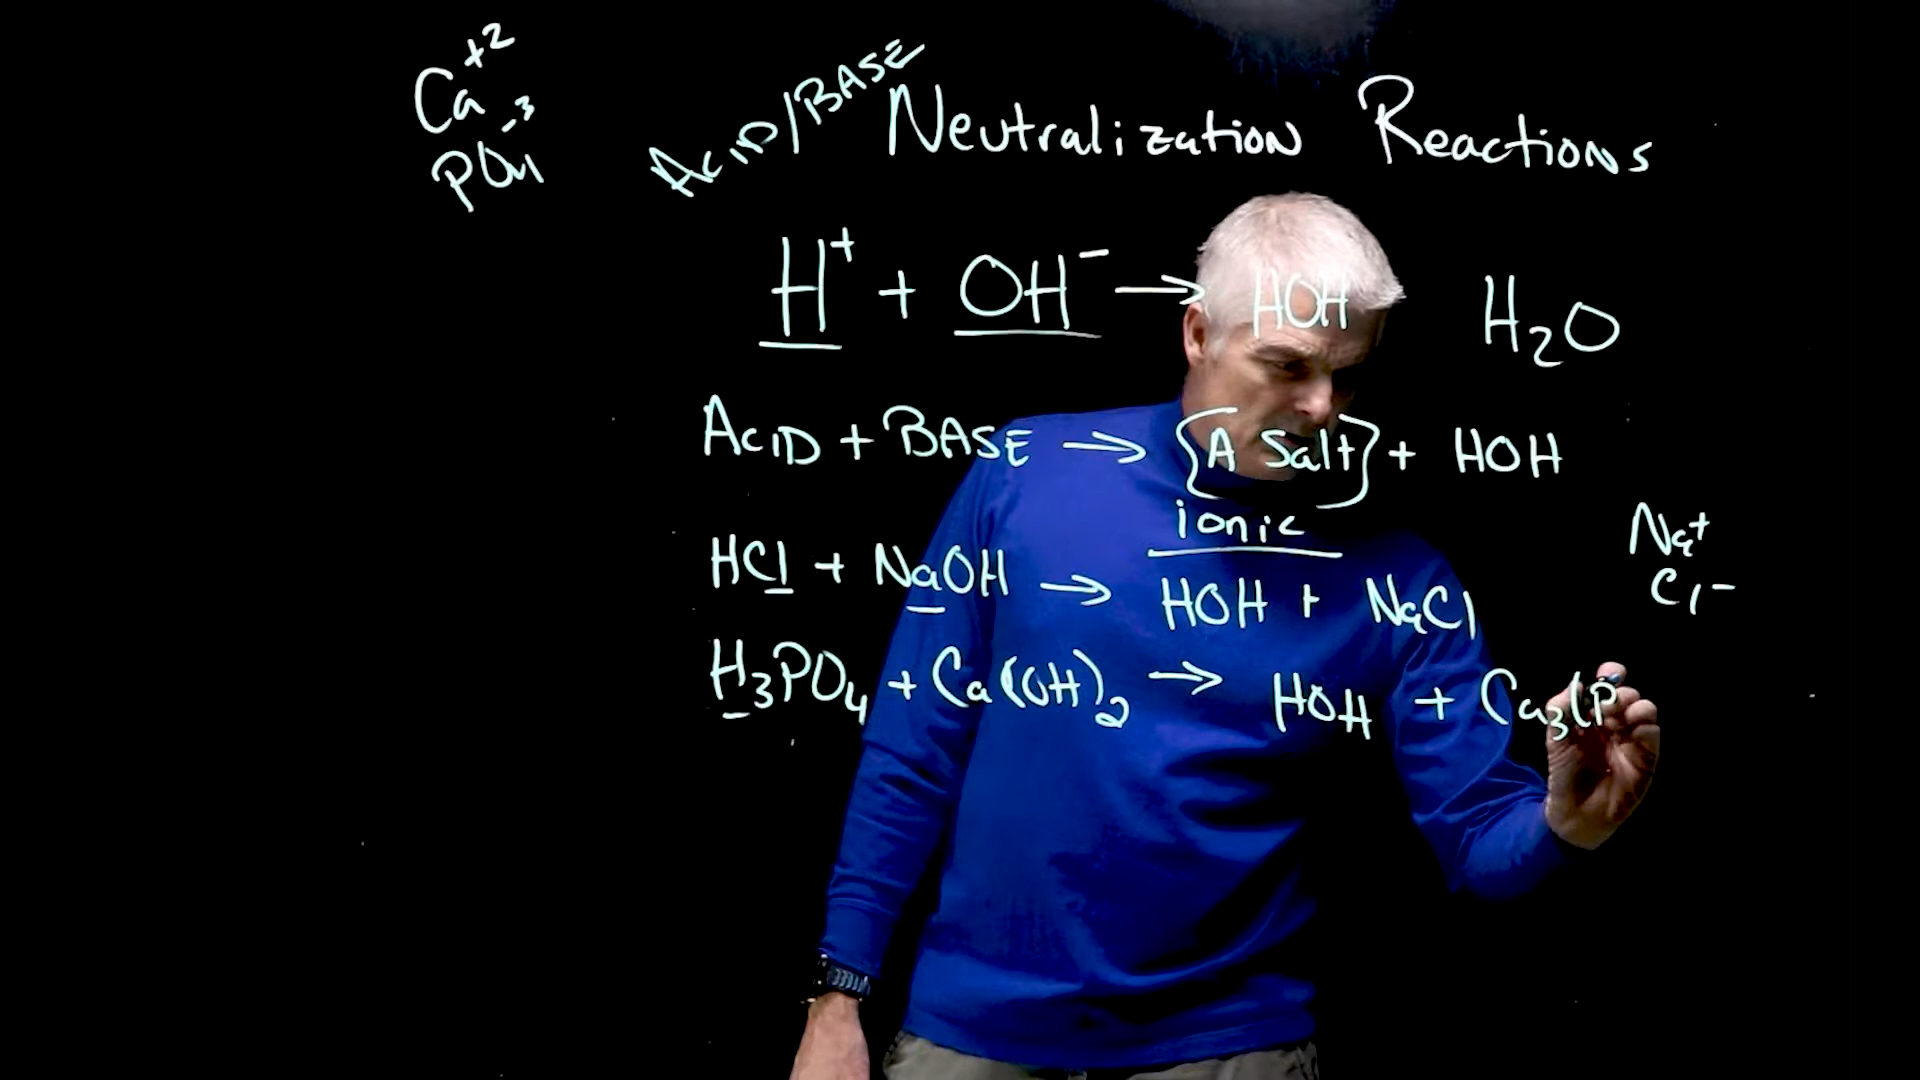 Ca+2
PO4-3
ACID/BASE Neutralization Reactions
H+ + OH- → HOH H2O
ACID + BASE → {A Salt} + HOH
ionic
Na+
Cl-
HCl + NaOH → HOH + NaCl
H3PO4 + Ca(OH)2 → HOH + Ca3(P